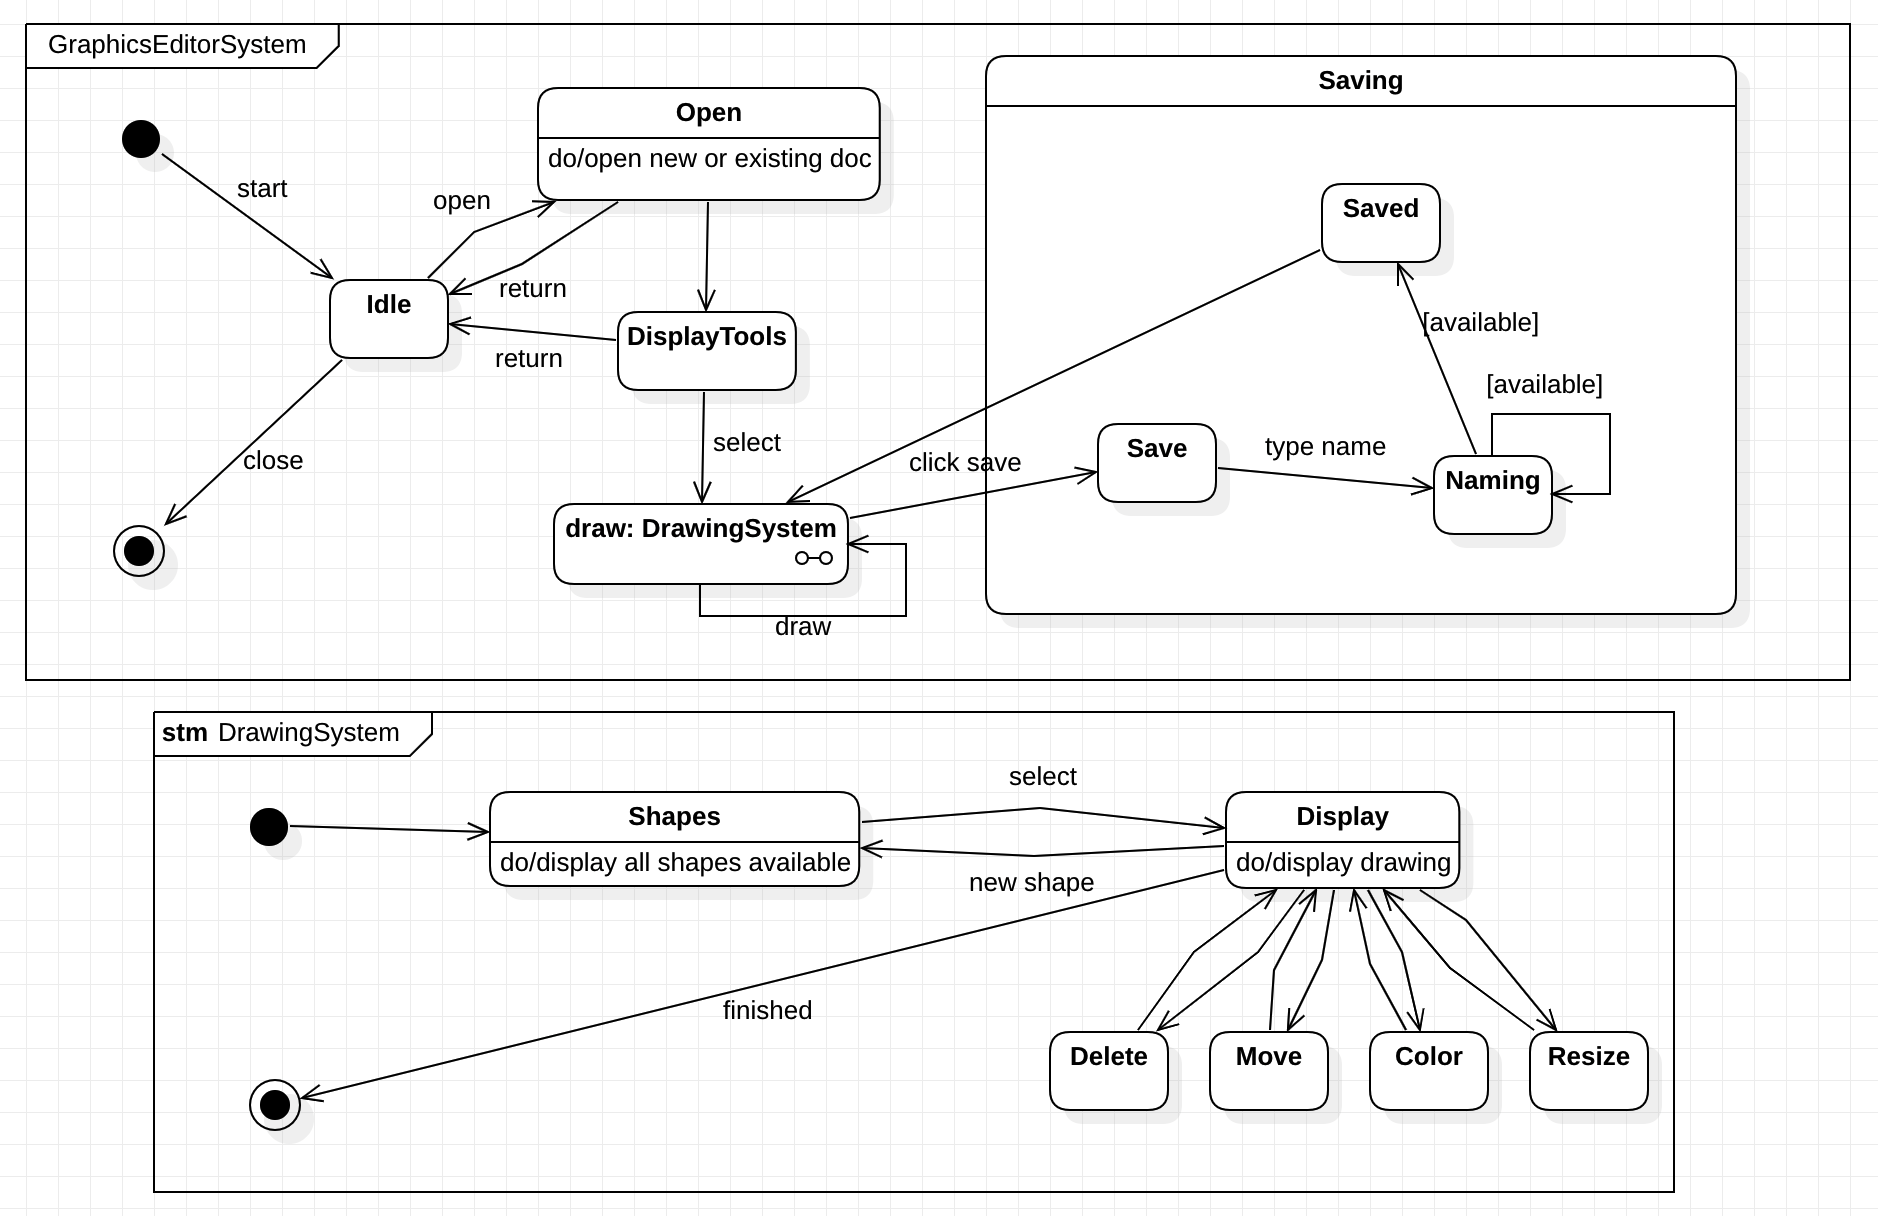 GraphicsEditorSystem
Saving
Open
do/open new or existing doc
start
open
Saved
Idle
return
[available]
DisplayTools
return
[available]
select
close
click save
Save
type name
Naming
draw: DrawingSystem
draw
stm DrawingSystem
select
Shapes
do/display all shapes available
Display
do/display drawing
new shape
finished
Delete
Move
Color
Resize